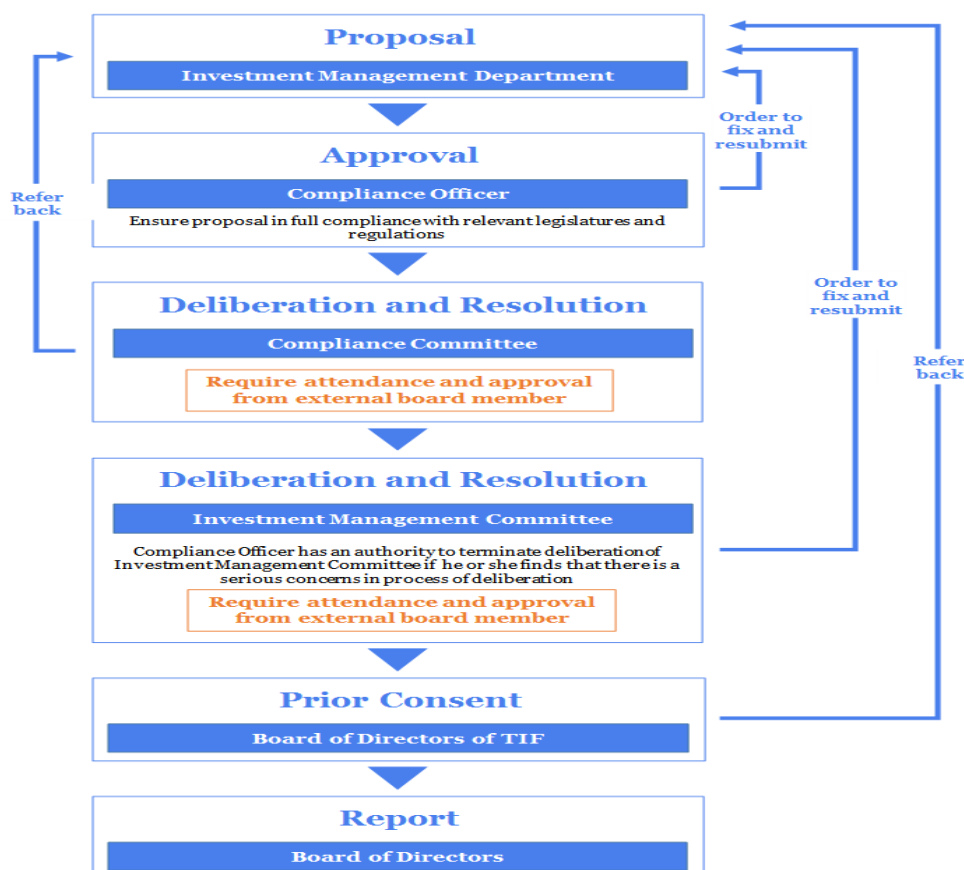 Proposal
Investment Management Department
Order to
fix and
resubmit
Approval
Compliance Officer
Ensure proposal in full compliance with relevant legislatures and
regulations
Refer
back
Deliberation and Resolution
Compliance Committee
Require attendance and approval
from external board member
Order to
fix and
resubmit
Refer
back
Deliberation and Resolution
Investment Management Committee
Compliance Officer has an authority to terminate deliberation of
Investment Management Committee if he or she finds that there is a
serious concerns in process of deliberation
Require attendance and approval
from external board member
Prior Consent
Board of Directors of TIF
Report
Board of Directors